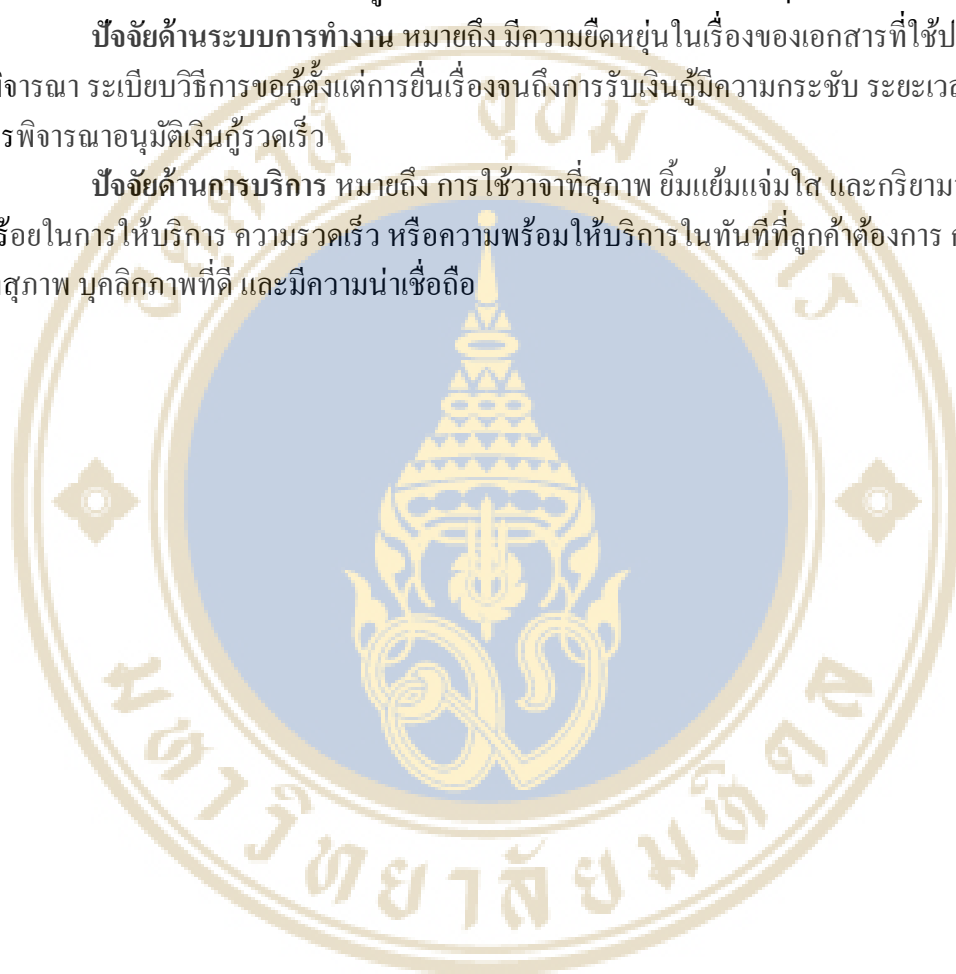 ปัจจัยด้านระบบการทำงาน หมายถึง มีความยืดหยุ่นในเรื่องของเอกสารที่ใช้
พิจารณา ระเบียบวิธีการขอกู้ตั้งแต่การยื่นเรื่องจนถึงการรับเงินกู้มีความกระชับ
รพิจารณาอนุมัติเงินกู้รวดเร็ว
ปัจจัยด้านการบริการ หมายถึง การใช้วาจาที่สุภาพ ยิ้มแย้มแจ่มใส และ
ร้อยในการให้บริการ ความรวดเร็ว หรือความพร้อมให้บริการในทันทีที่ลูกค้าต้องการ
สุภาพ บุคลิกภาพที่ดี และมีความน่าเชื่อถือ
อตฺตานํ อุปมํ กเร
มหาวิทยาลัยมหิดล